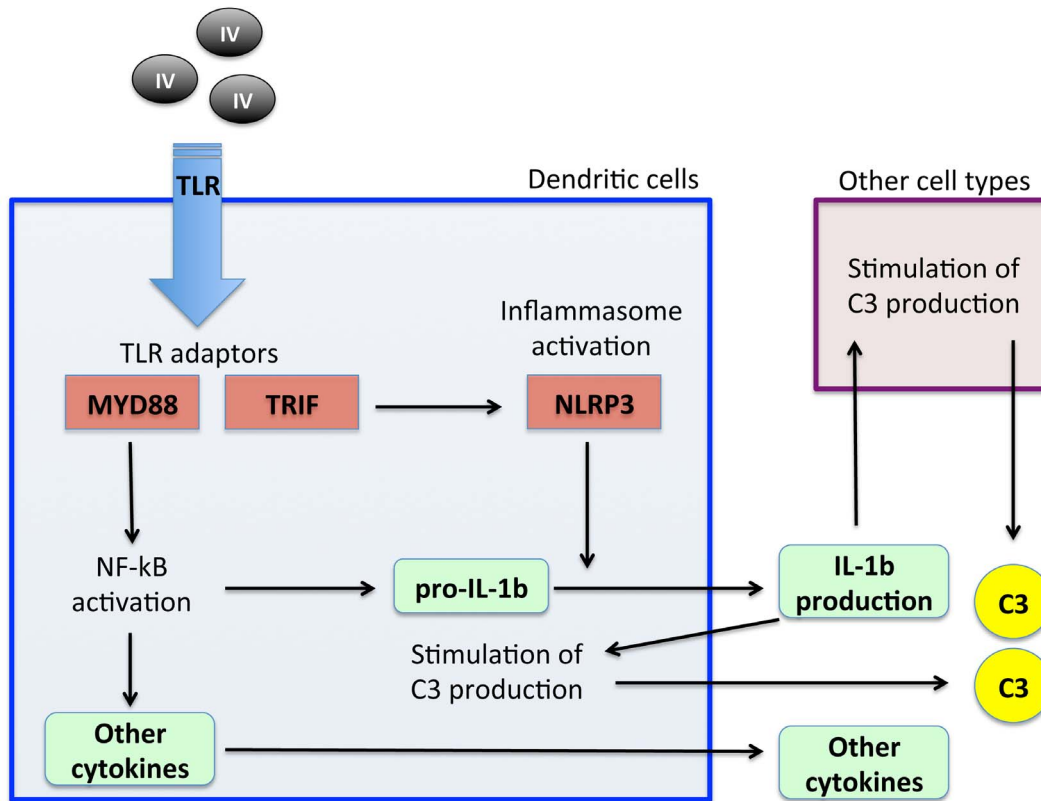 IV
IV
IV
TLR
Dendritic cells
Other cell types
Stimulation of
C3 production
Inflammasome
activation
TLR adaptors
MYD88
TRIF
NLRP3
NF-kB
activation
pro-IL-1b
IL-1b
production
C3
Stimulation of
C3 production
C3
Other
cytokines
Other
cytokines